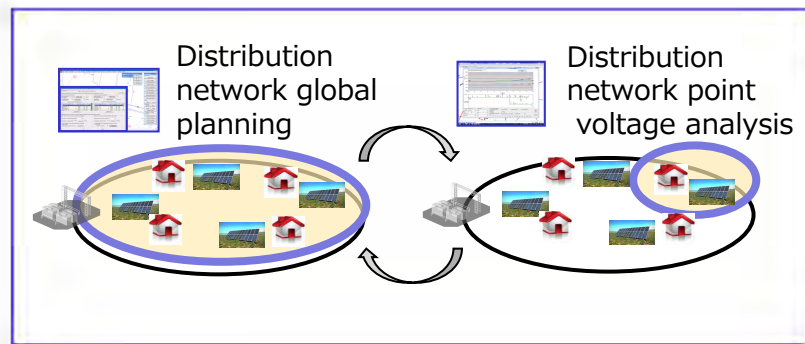 Distribution
network global
planning
Distribution
network point
voltage analysis